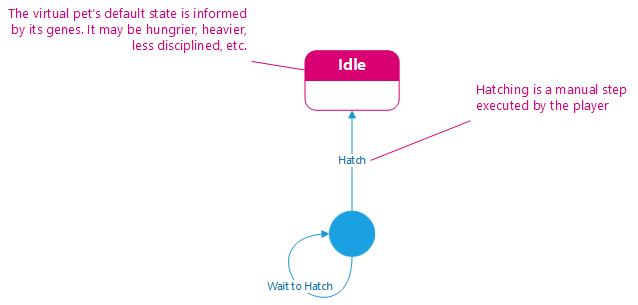 The virtual pet's default state is informed
by its genes. It may be hungrier, heavier,
less disciplined, etc.
Idle
Hatching is a manual step
executed by the player
Hatch
Wait to Hatch